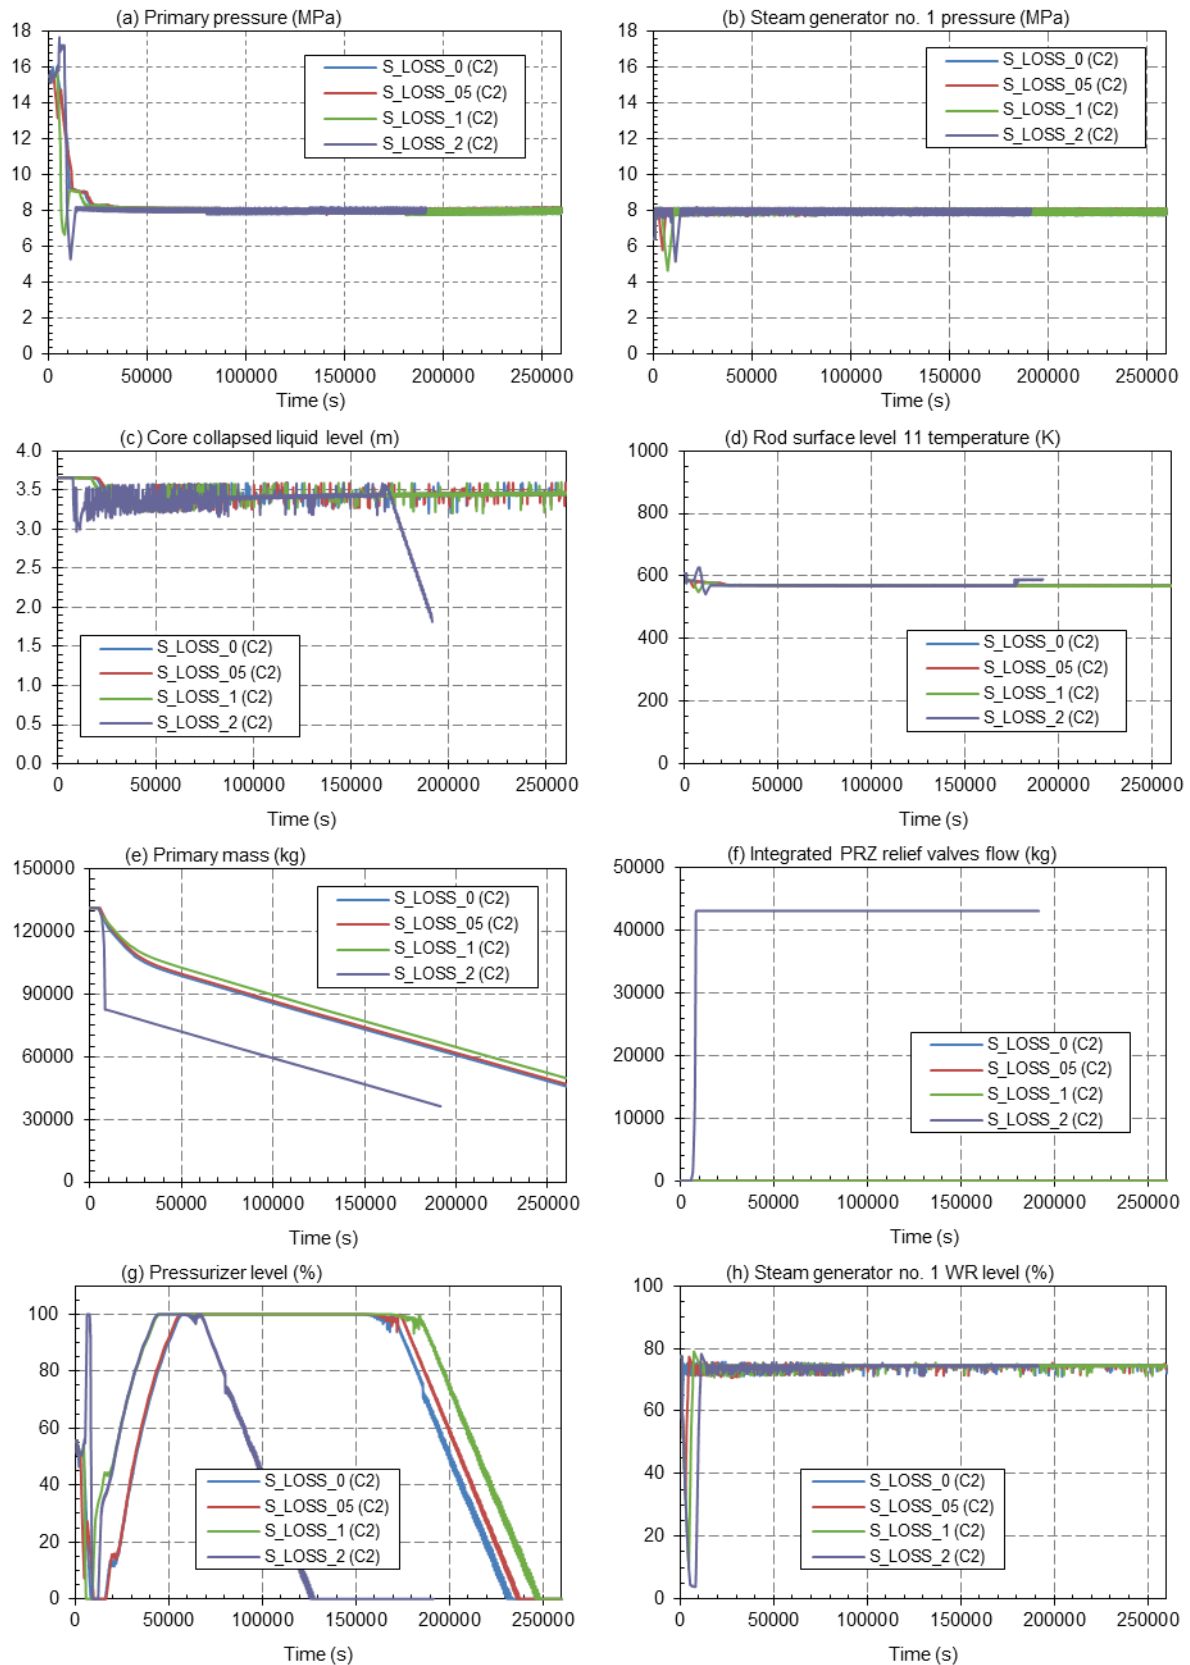 (a) Primary pressure (MPa)
18
16
14
12
10
8
6
4
2
0
S_LOSS_0 (C2)
S_LOSS_05 (C2)
S_LOSS_1 (C2)
S_LOSS_2 (C2)
0 50000 100000 150000 200000 250000
Time (s)
(b) Steam generator no. 1 pressure (MPa)
18
16
14
12
10
8
6
4
2
0
S_LOSS_0 (C2)
S_LOSS_05 (C2)
S_LOSS_1 (C2)
S_LOSS_2 (C2)
0 50000 100000 150000 200000 250000
Time (s)
(c) Core collapsed liquid level (m)
4.0
3.5
3.0
2.5
2.0
1.5
1.0
0.5
0.0
S_LOSS_0 (C2)
S_LOSS_05 (C2)
S_LOSS_1 (C2)
S_LOSS_2 (C2)
0 50000 100000 150000 200000 250000
Time (s)
(d) Rod surface level 11 temperature (K)
1000
800
600
400
200
0
S_LOSS_0 (C2)
S_LOSS_05 (C2)
S_LOSS_1 (C2)
S_LOSS_2 (C2)
0 50000 100000 150000 200000 250000
Time (s)
(e) Primary mass (kg)
150000
120000
90000
60000
30000
0
S_LOSS_0 (C2)
S_LOSS_05 (C2)
S_LOSS_1 (C2)
S_LOSS_2 (C2)
0 50000 100000 150000 200000 250000
Time (s)
(f) Integrated PRZ relief valves flow (kg)
50000
40000
30000
20000
10000
0
S_LOSS_0 (C2)
S_LOSS_05 (C2)
S_LOSS_1 (C2)
S_LOSS_2 (C2)
0 50000 100000 150000 200000 250000
Time (s)
(g) Pressurizer level (%)
100
80
60
40
20
0
S_LOSS_0 (C2)
S_LOSS_05 (C2)
S_LOSS_1 (C2)
S_LOSS_2 (C2)
0 50000 100000 150000 200000 250000
Time (s)
(h) Steam generator no. 1 WR level (%)
100
80
60
40
20
0
S_LOSS_0 (C2)
S_LOSS_05 (C2)
S_LOSS_1 (C2)
S_LOSS_2 (C2)
0 50000 100000 150000 200000 250000
Time (s)